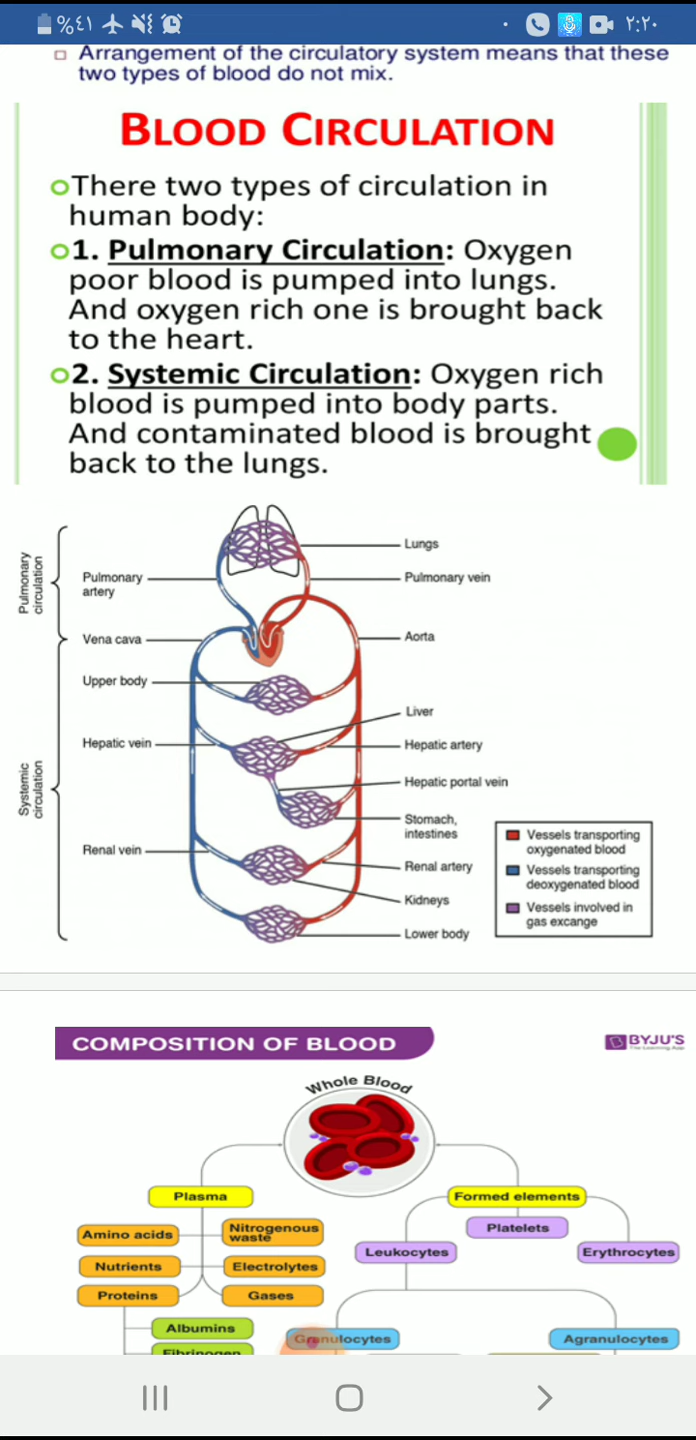 %٤١
٢:٢٠
Arrangement of the circulatory system means that these
two types of blood do not mix.
BLOOD CIRCULATION
There two types of circulation in
human body:
1. Pulmonary Circulation: Oxygen
poor blood is pumped into lungs.
And oxygen rich one is brought back
to the heart.
2. Systemic Circulation: Oxygen rich
blood is pumped into body parts.
And contaminated blood is brought
back to the lungs.
Pulmonary
circulation
Systemic
circulation
Pulmonary
artery
Vena cava
Upper body
Hepatic vein
Renal vein
Lungs
Pulmonary vein
Aorta
Liver
Hepatic artery
Hepatic portal vein
Stomach,
intestines
Renal artery
Kidneys
Lower body
Vessels transporting
oxygenated blood
Vessels transporting
deoxygenated blood
Vessels involved in
gas excange
COMPOSITION OF BLOOD
BYJU'S
The Learning App
Whole Blood
Plasma
Formed elements
Amino acids
Nitrogenous
waste
Platelets
Leukocytes
Erythrocytes
Nutrients
Electrolytes
Proteins
Gases
Albumins
Granulocytes
Agranulocytes
Fibrinogen